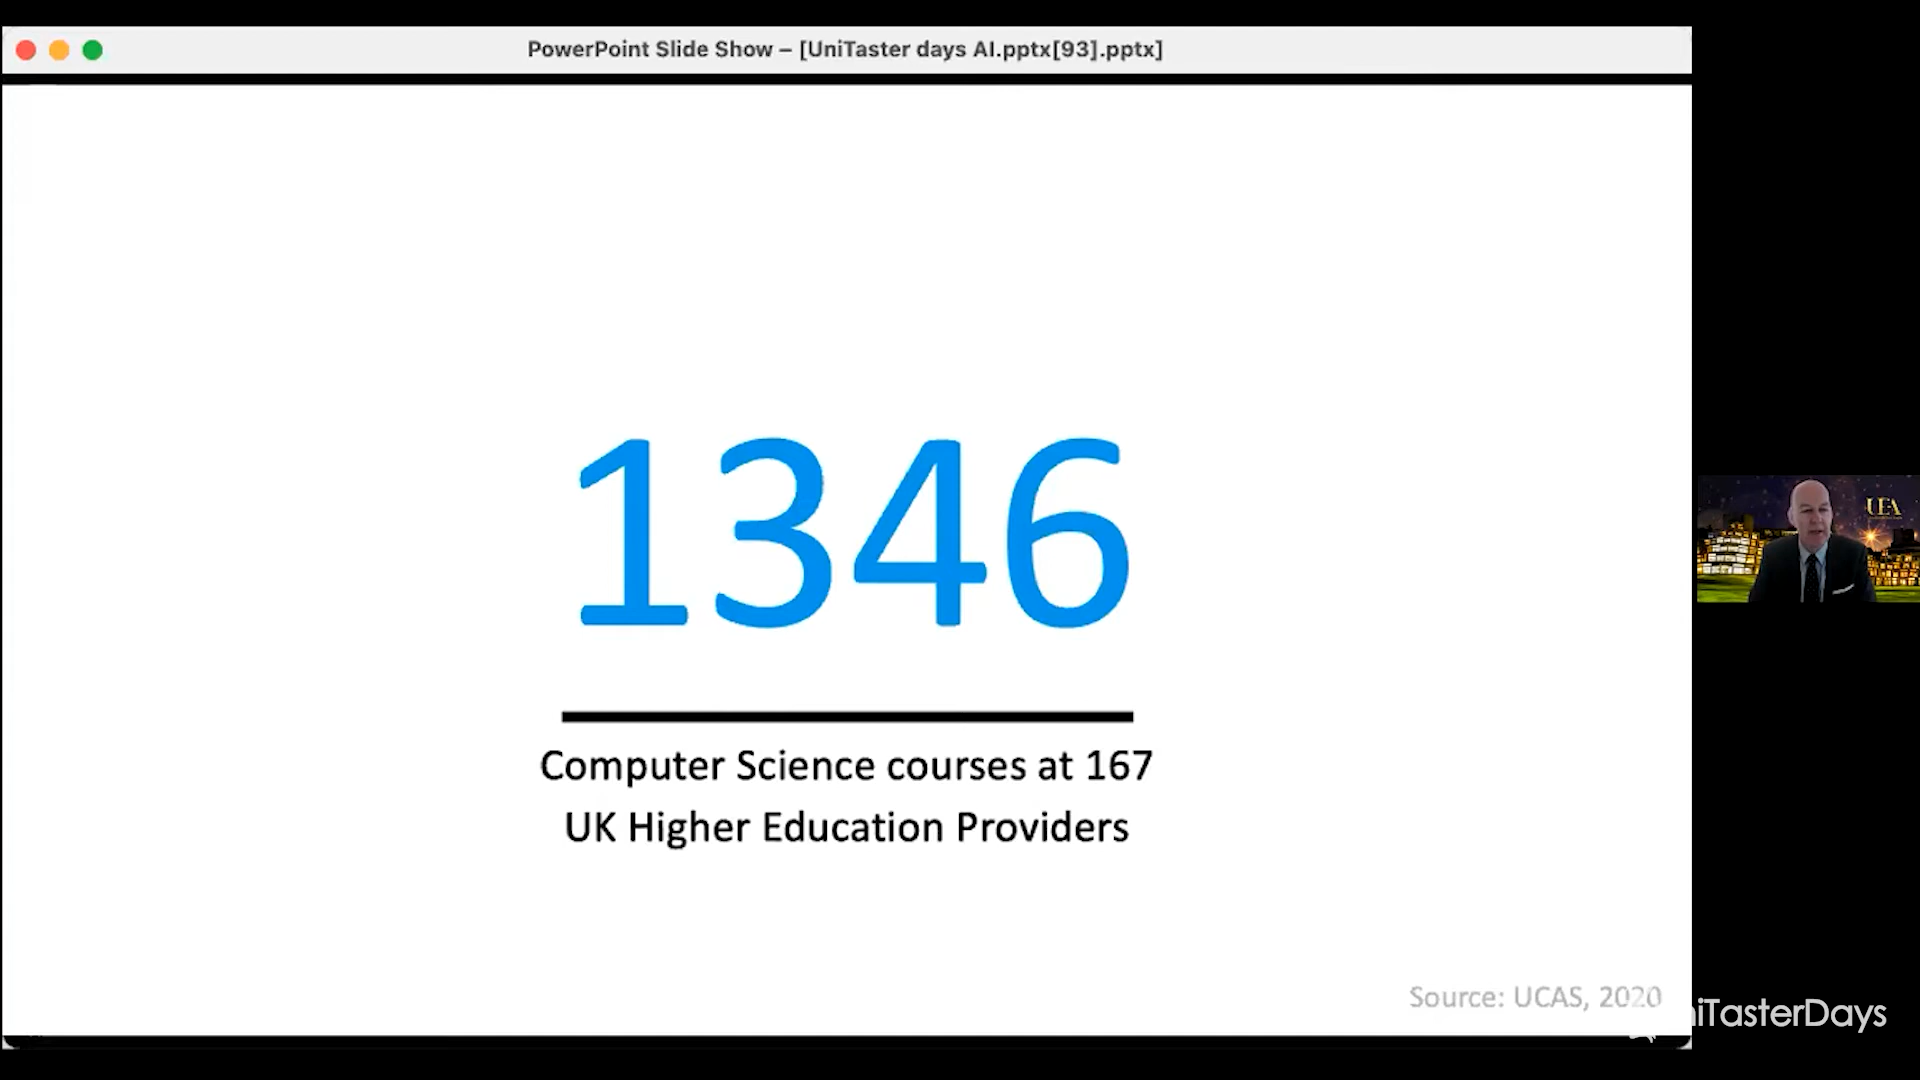 PowerPoint Slide Show – [UniTaster days AI.pptx[93].pptx]
1346
Computer Science courses at 167
UK Higher Education Providers
Source: UCAS, 2020
UEA